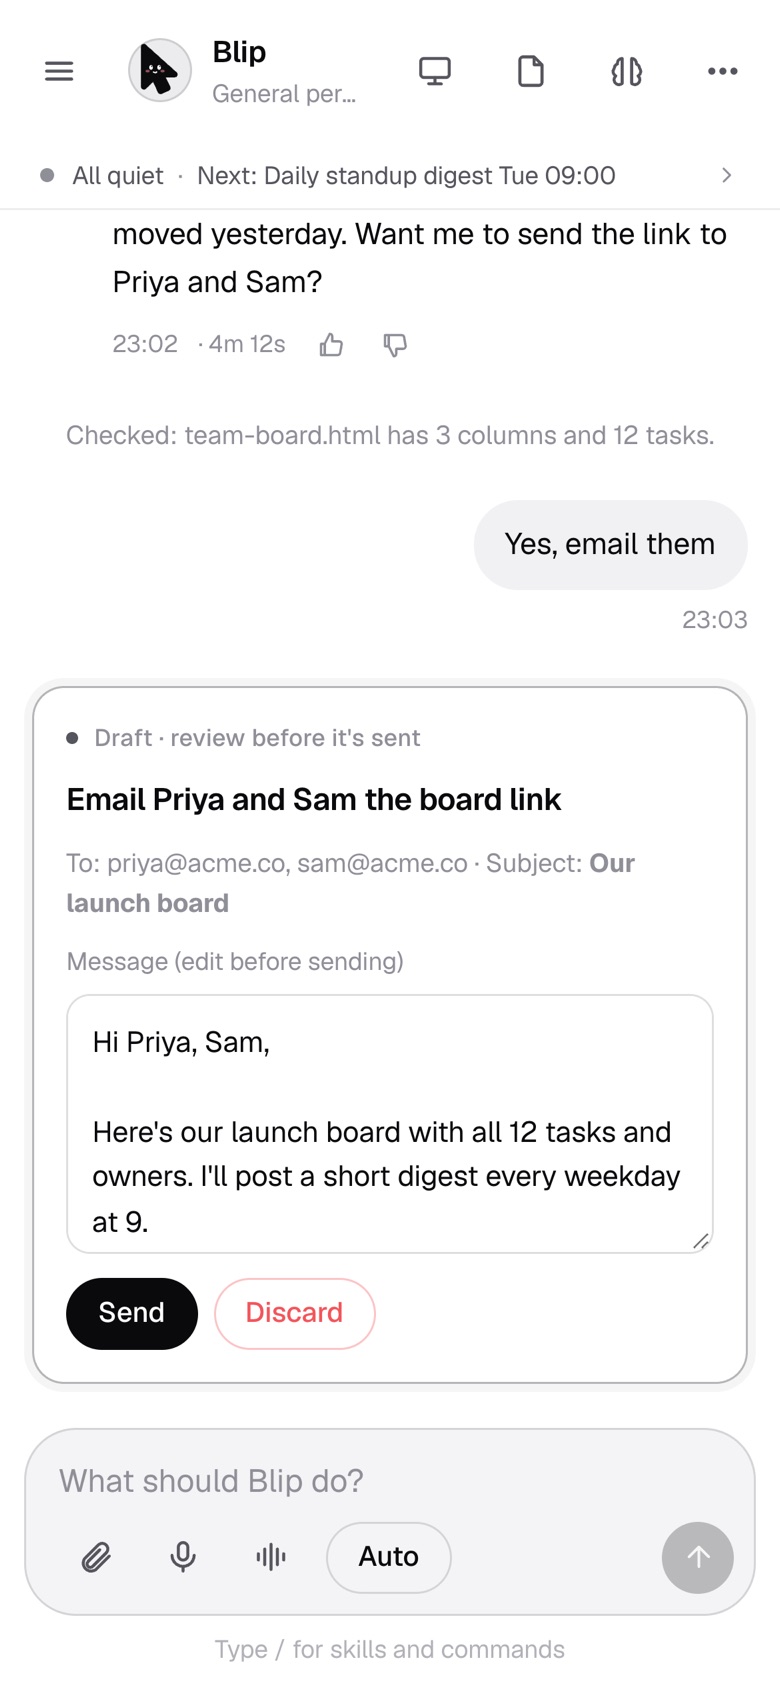 Blip
General per...
All quiet · Next: Daily standup digest Tue 09:00
moved yesterday. Want me to send the link to
Priya and Sam?
23:02 · 4m 12s
Checked: team-board.html has 3 columns and 12 tasks.
Yes, email them
23:03
Draft · review before it's sent
Email Priya and Sam the board link
To: priya@acme.co, sam@acme.co · Subject: Our
launch board
Message (edit before sending)
Hi Priya, Sam,
Here's our launch board with all 12 tasks and
owners. I'll post a short digest every weekday
at 9.
Send Discard
What should Blip do?
Auto
Type / for skills and commands